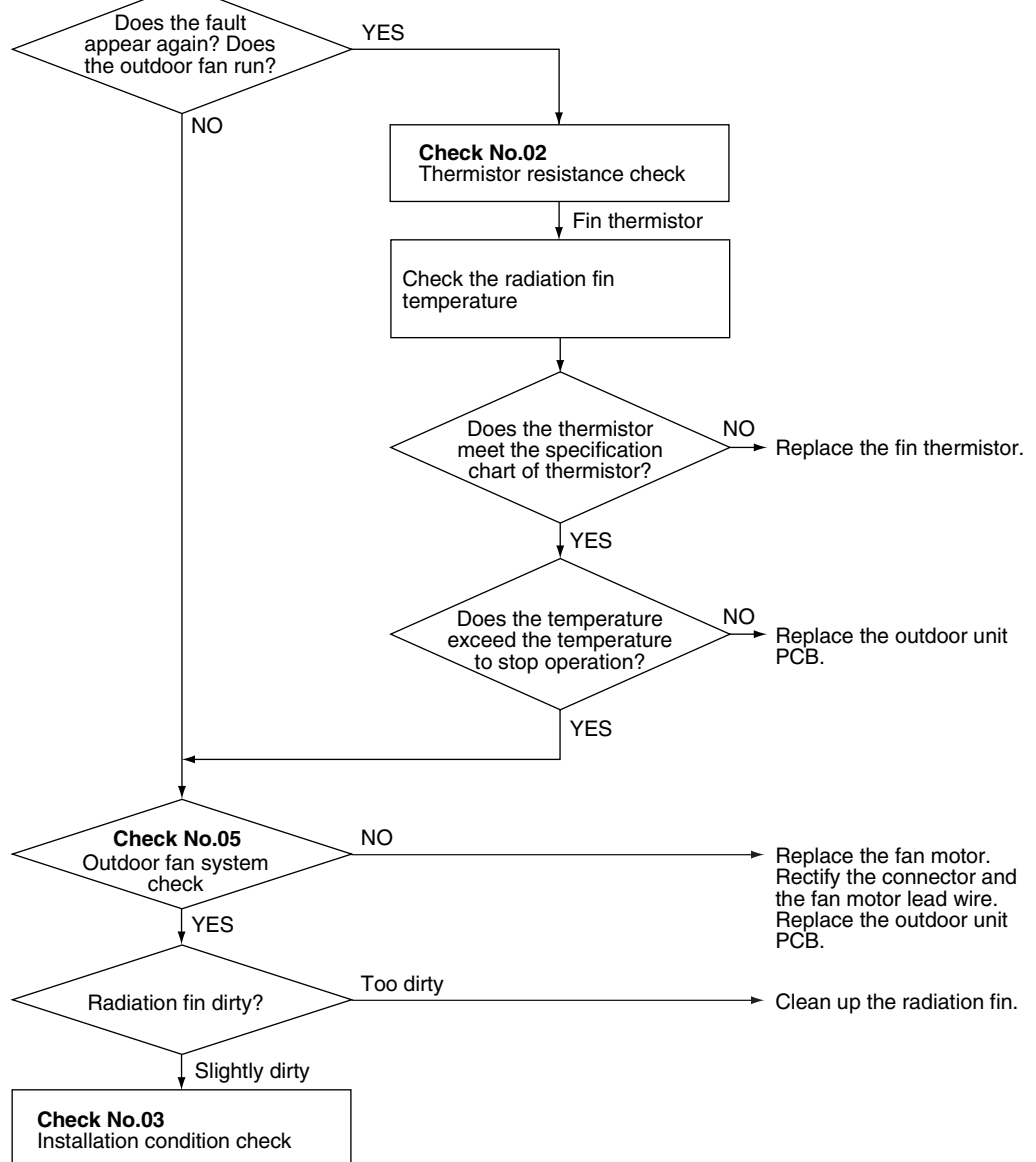 Does the fault
appear again? Does
the outdoor fan run?
YES
NO
Check No.02
Thermistor resistance check
Fin thermistor
Check the radiation fin
temperature
Does the thermistor
meet the specification
chart of thermistor?
NO
Replace the fin thermistor.
YES
Does the temperature
exceed the temperature
to stop operation?
NO
Replace the outdoor unit
PCB.
YES
Check No.05
Outdoor fan system
check
NO
Replace the fan motor.
Rectify the connector and
the fan motor lead wire.
Replace the outdoor unit
PCB.
YES
Radiation fin dirty?
Too dirty
Clean up the radiation fin.
Slightly dirty
Check No.03
Installation condition check